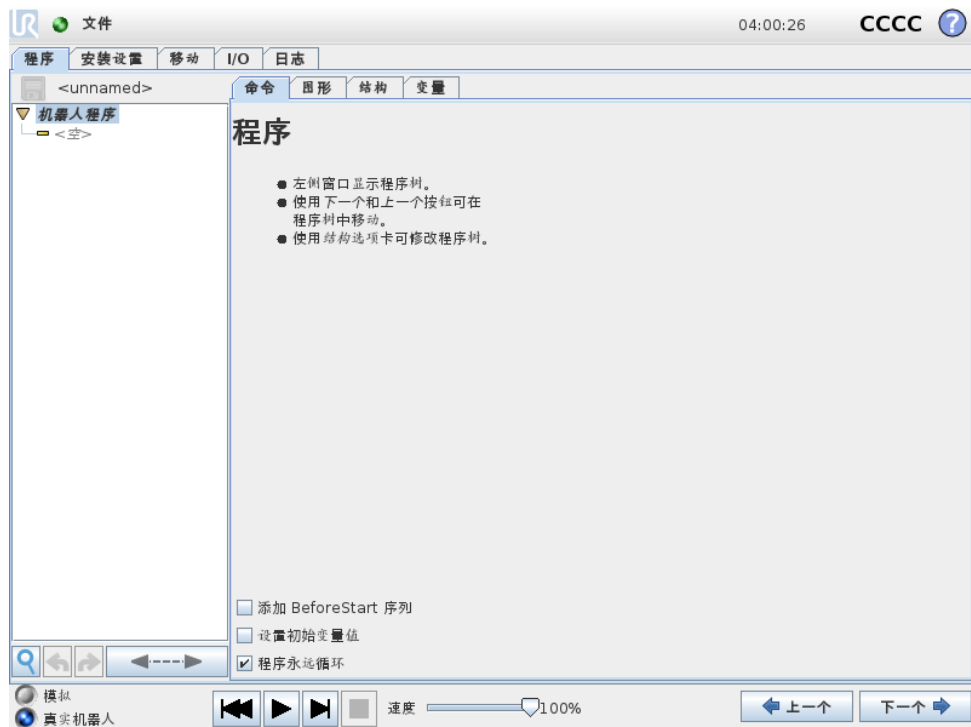 UR 文件 04:00:26 CCCC ?
程序 安装设置 移动 I/O 日志
<unnamed> 命令 图形 结构 变量
机器人程序
<空>
程序
左侧窗口显示程序树。
使用下一个和上一个按钮可在
程序树中移动。
使用结构选项卡可修改程序树。
添加 BeforeStart 序列
设置初始变量值
程序永远循环
模拟
真实机器人
速度 100% 上一个 下一个